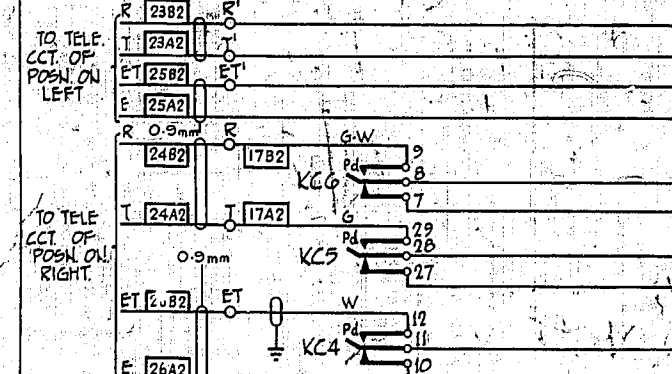 R 23B2 R'
T 23A2 T'
TO TELE.
CCT. OF
POSN. ON
LEFT
ET 25B2 ET'
E 25A2
R 0.9mm R G-W
24B2 17B2 9
Pd 8
KC6 7
TO TELE
CCT. OF
POSN. ON
RIGHT.
T 24A2 T 17A2 G 29
Pd 28
KC5 27
0.9mm
ET ET W
12
Pd 11
KC4 10
E 26A2